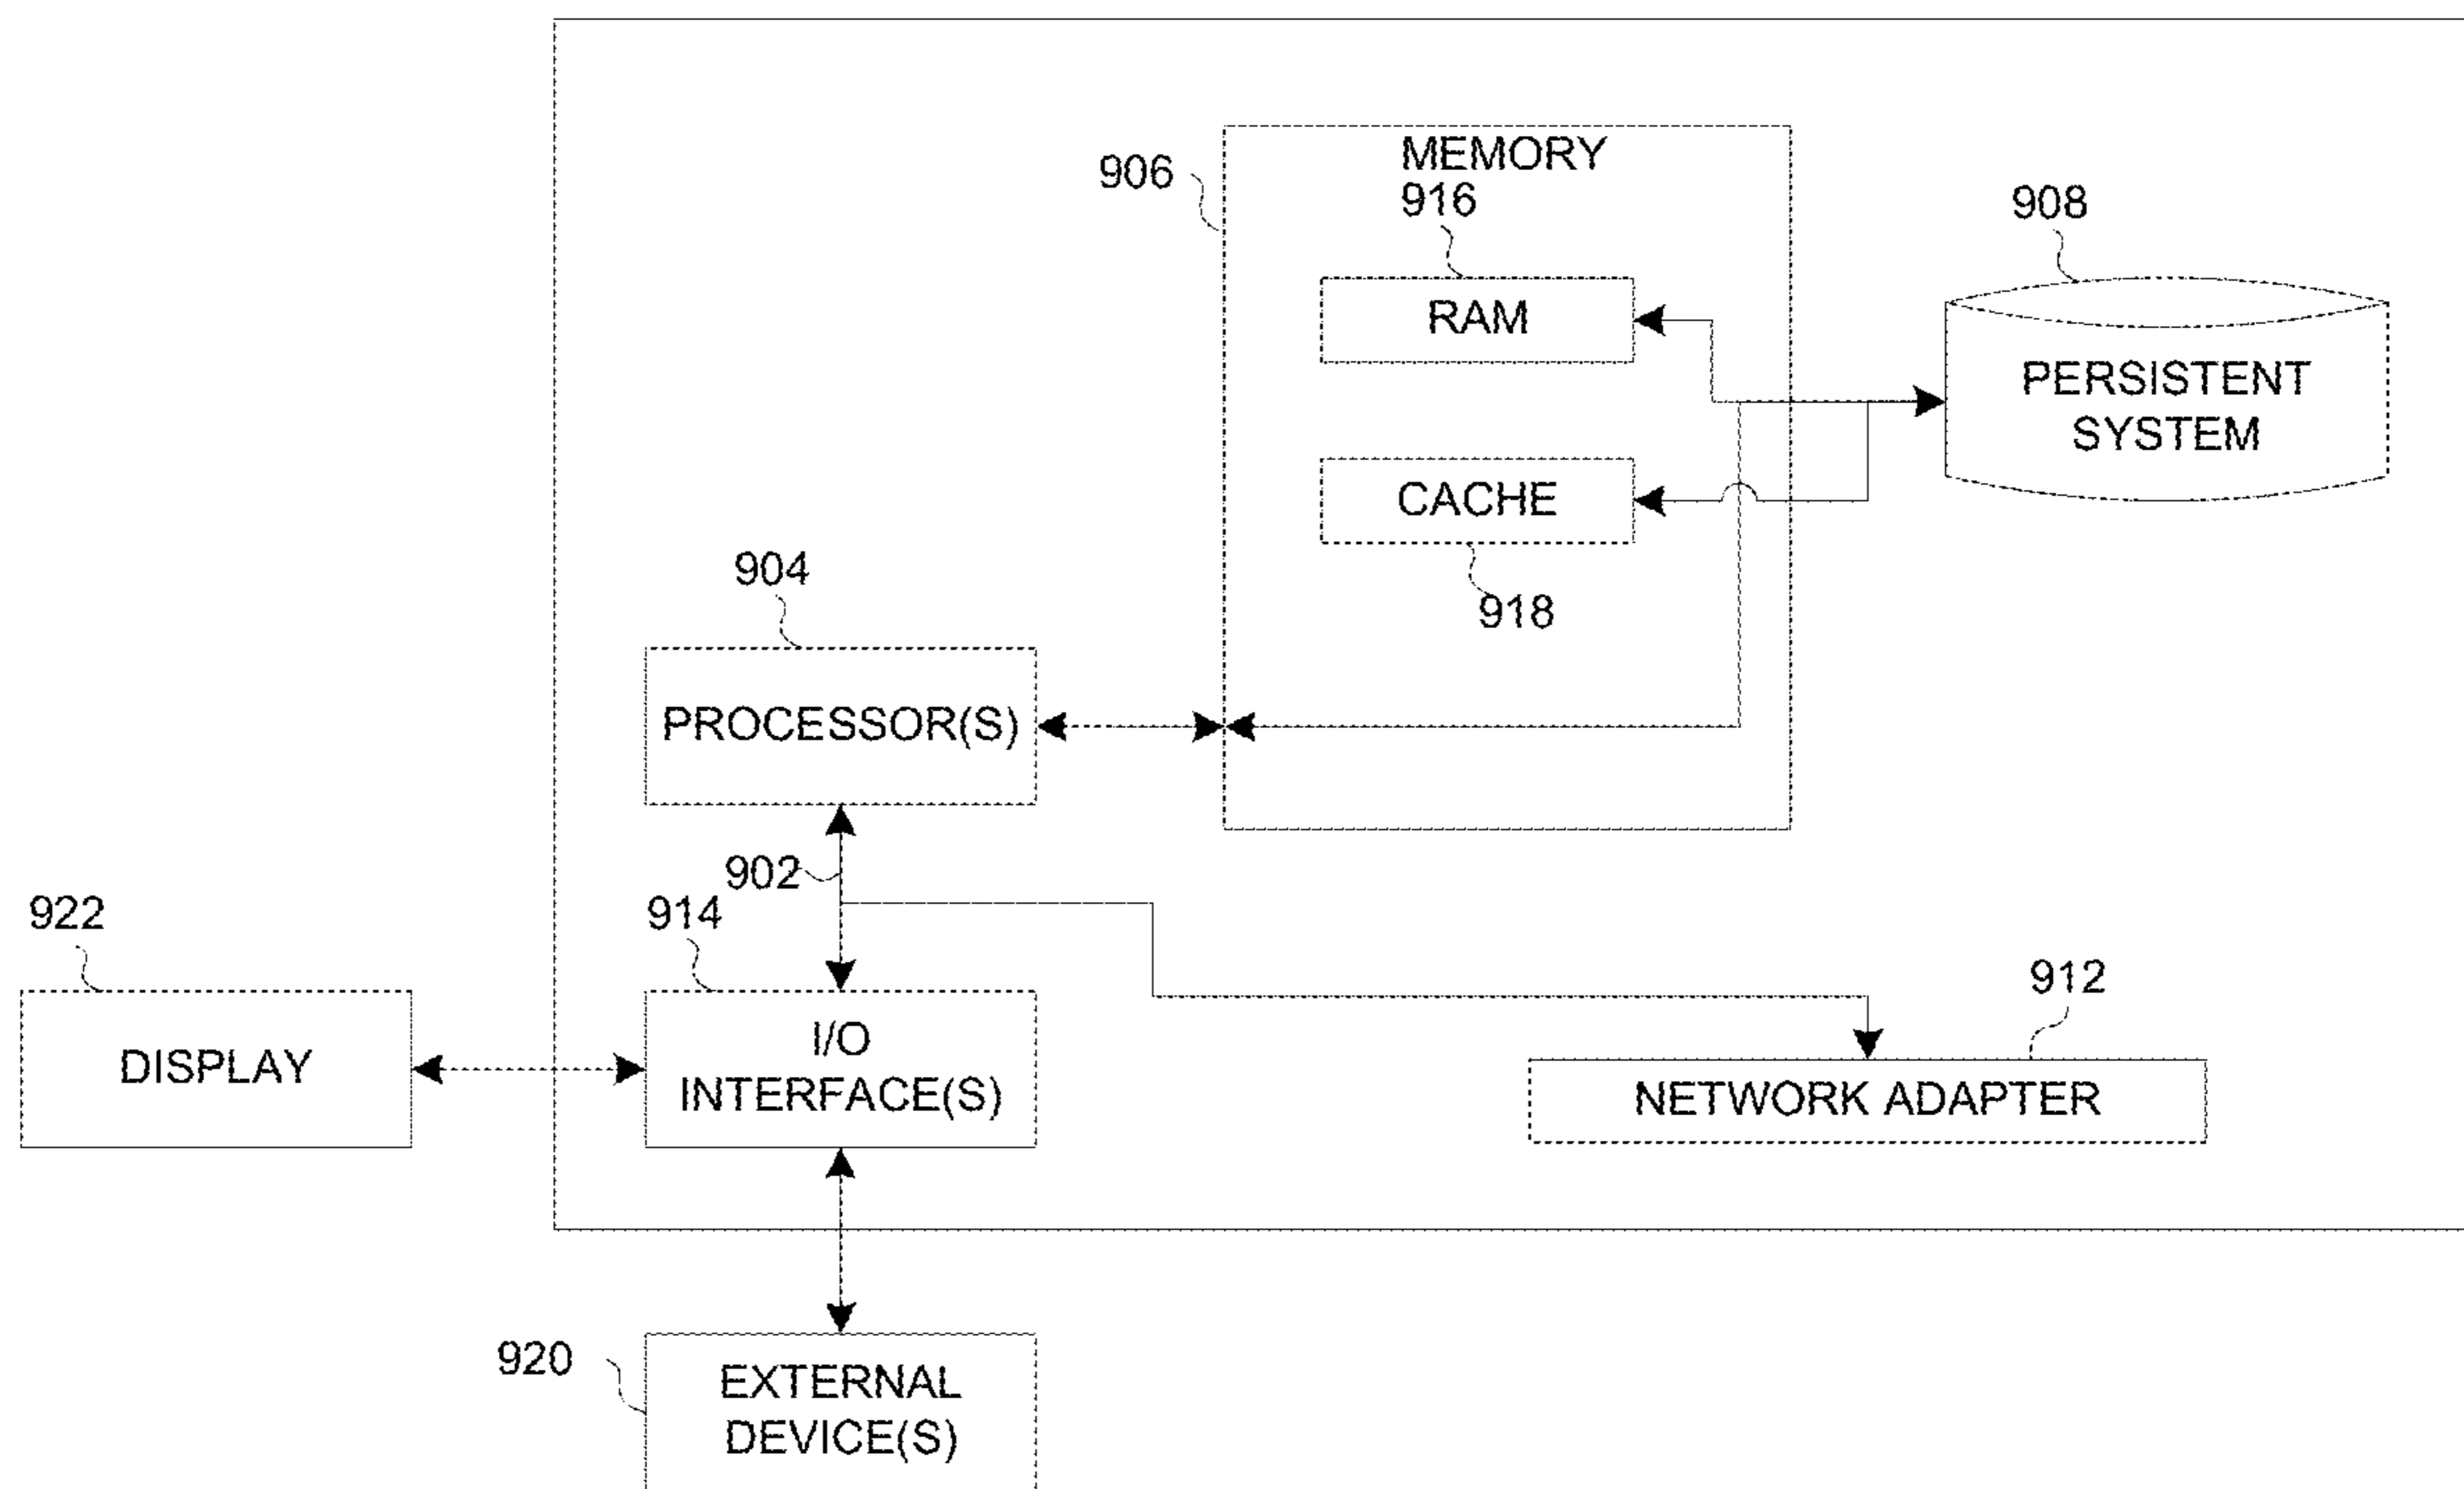 MEMORY
906
916
908
RAM
PERSISTENT
SYSTEM
CACHE
904
918
PROCESSOR(S)
902
922
914
912
I/O
INTERFACE(S)
DISPLAY
NETWORK ADAPTER
920
EXTERNAL
DEVICE(S)